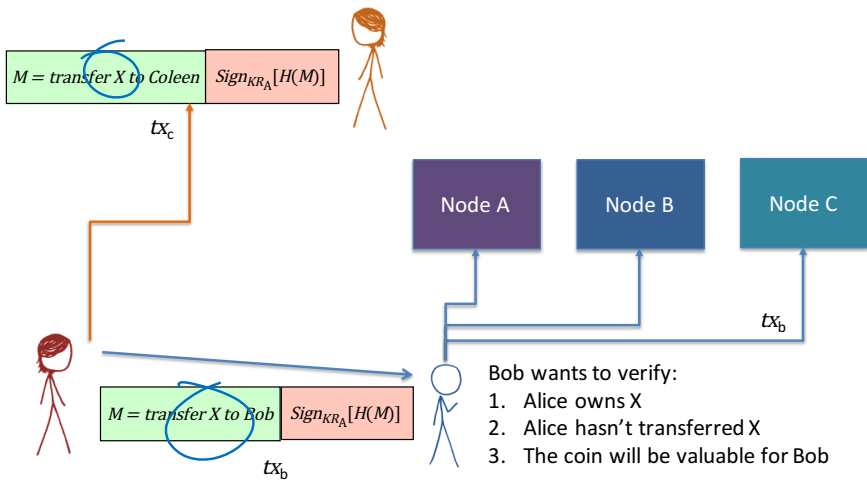 M = transfer X to Coleen Sign_KR_A[H(M)]
tx_c
Node A Node B Node C
tx_b
M = transfer X to Bob Sign_KR_A[H(M)]
tx_b
Bob wants to verify:
1. Alice owns X
2. Alice hasn't transferred X
3. The coin will be valuable for Bob